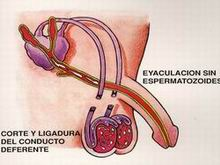 EYACULACION SIN
ESPERMATOZOIDES
CORTE Y LIGADURA
DEL CONDUCTO
DEFERENTE